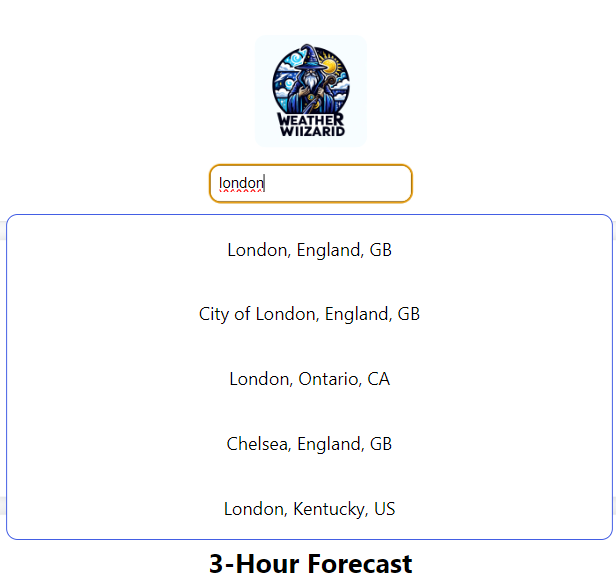 WEATHER
WIIZARID
london
London, England, GB
City of London, England, GB
London, Ontario, CA
Chelsea, England, GB
London, Kentucky, US
3-Hour Forecast